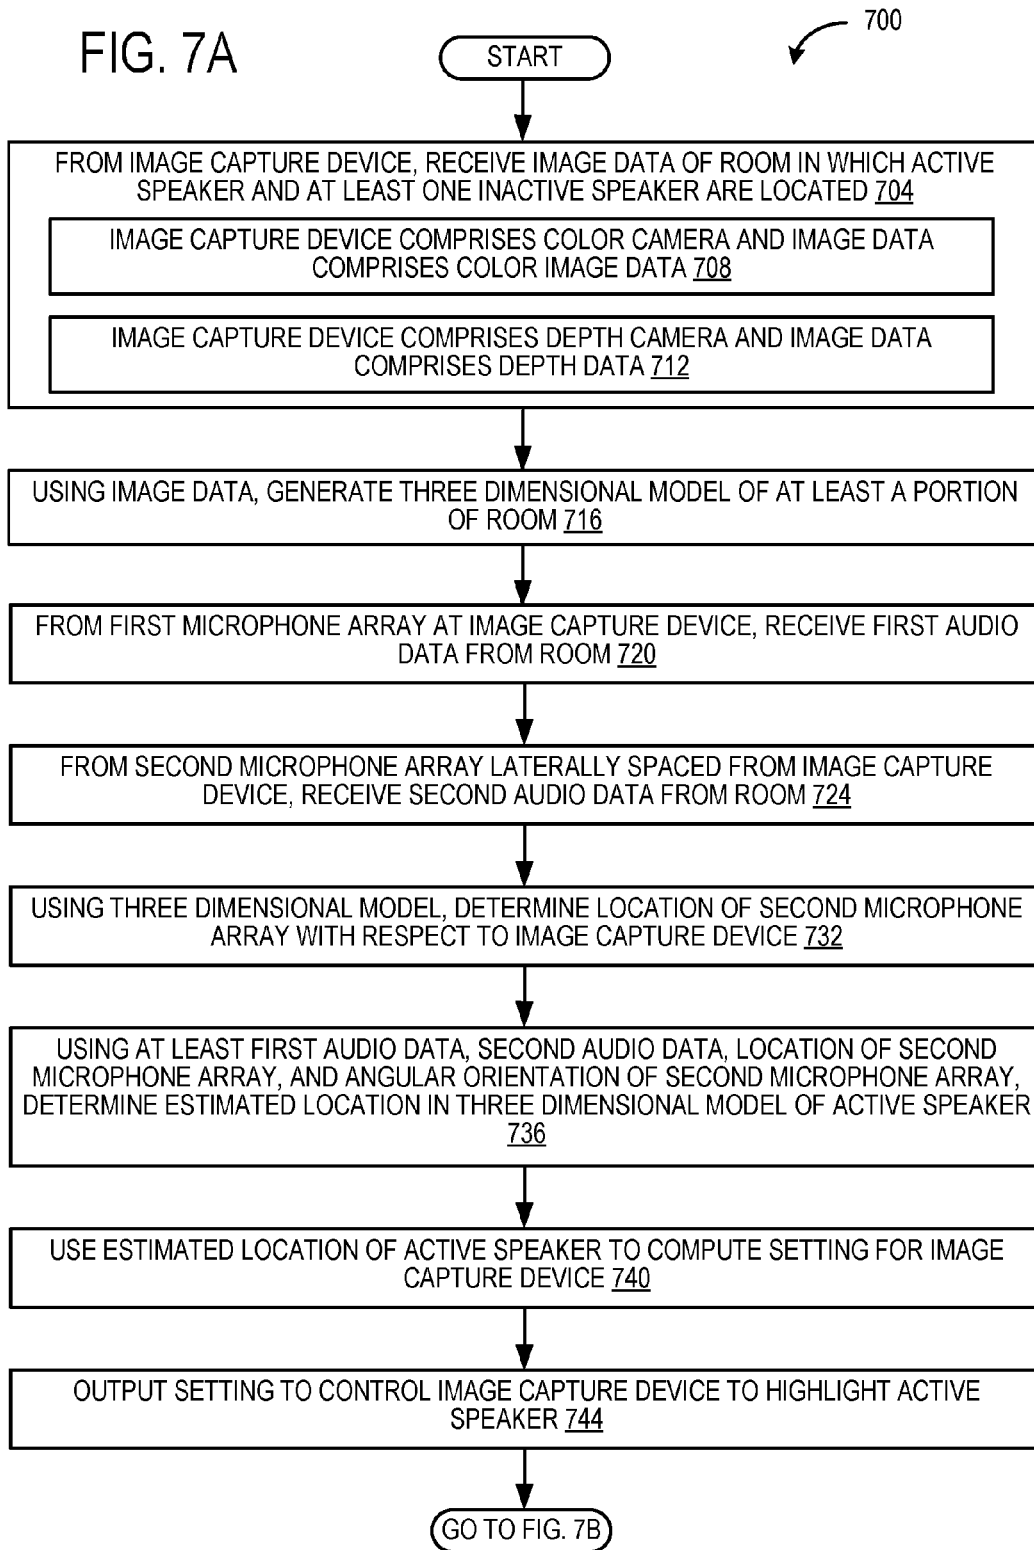 FIG. 7A
700
START
FROM IMAGE CAPTURE DEVICE, RECEIVE IMAGE DATA OF ROOM IN WHICH ACTIVE
SPEAKER AND AT LEAST ONE INACTIVE SPEAKER ARE LOCATED 704
IMAGE CAPTURE DEVICE COMPRISES COLOR CAMERA AND IMAGE DATA
COMPRISES COLOR IMAGE DATA 708
IMAGE CAPTURE DEVICE COMPRISES DEPTH CAMERA AND IMAGE DATA
COMPRISES DEPTH DATA 712
USING IMAGE DATA, GENERATE THREE DIMENSIONAL MODEL OF AT LEAST A PORTION
OF ROOM 716
FROM FIRST MICROPHONE ARRAY AT IMAGE CAPTURE DEVICE, RECEIVE FIRST AUDIO
DATA FROM ROOM 720
FROM SECOND MICROPHONE ARRAY LATERALLY SPACED FROM IMAGE CAPTURE
DEVICE, RECEIVE SECOND AUDIO DATA FROM ROOM 724
USING THREE DIMENSIONAL MODEL, DETERMINE LOCATION OF SECOND MICROPHONE
ARRAY WITH RESPECT TO IMAGE CAPTURE DEVICE 732
USING AT LEAST FIRST AUDIO DATA, SECOND AUDIO DATA, LOCATION OF SECOND
MICROPHONE ARRAY, AND ANGULAR ORIENTATION OF SECOND MICROPHONE ARRAY,
DETERMINE ESTIMATED LOCATION IN THREE DIMENSIONAL MODEL OF ACTIVE SPEAKER
736
USE ESTIMATED LOCATION OF ACTIVE SPEAKER TO COMPUTE SETTING FOR IMAGE
CAPTURE DEVICE 740
OUTPUT SETTING TO CONTROL IMAGE CAPTURE DEVICE TO HIGHLIGHT ACTIVE
SPEAKER 744
GO TO FIG. 7B